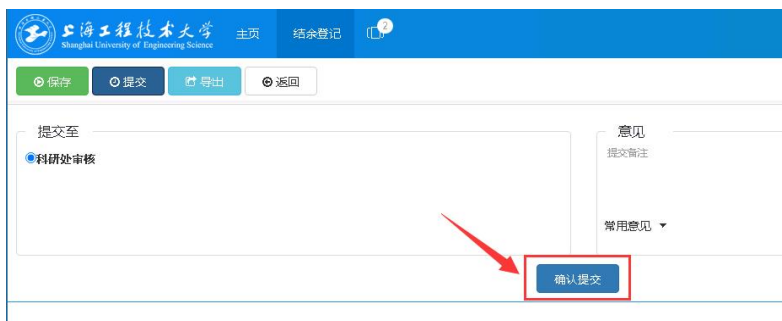 上海工程技术大学
Shanghai University of Engineering Science
主页 结余登记 2
保存 提交 导出 返回
提交至 意见
科研处审核 提交备注
常用意见
确认提交